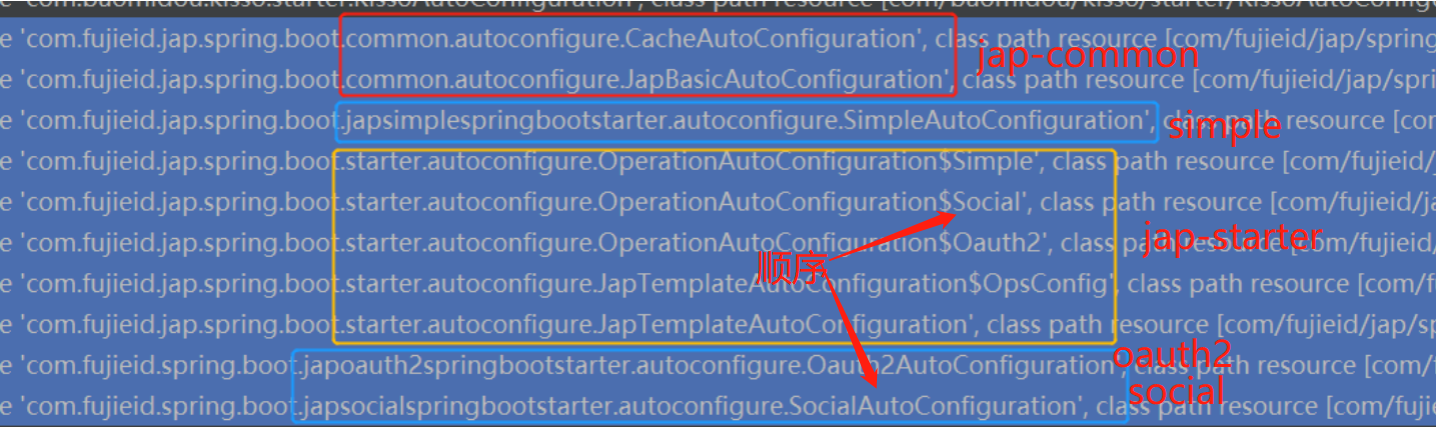 e 'com.baomidou.kisso.starter.KissoAutoConfiguration', class path resource [com/baomidou/kisso/starter/KissoAutoConfig
e 'com.fujieid.jap.spring.boot.common.autoconfigure.CacheAutoConfiguration', class path resource [com/fujieid/jap/spring
jap-common
e 'com.fujieid.jap.spring.boot.common.autoconfigure.JapBasicAutoConfiguration', class path resource [com/fujieid/jap/spri
e 'com.fujieid.jap.spring.boot.japsimplespringbootstarter.autoconfigure.SimpleAutoConfiguration', class path resource [com
simple
e 'com.fujieid.jap.spring.boot.starter.autoconfigure.OperationAutoConfiguration$Simple', class path resource [com/fujieid/
e 'com.fujieid.jap.spring.boot.starter.autoconfigure.OperationAutoConfiguration$Social', class path resource [com/fujieid/ja
e 'com.fujieid.jap.spring.boot.starter.autoconfigure.OperationAutoConfiguration$Oauth2', class path resource [com/fujieid/
jap-starter
顺序
e 'com.fujieid.jap.spring.boot.starter.autoconfigure.JapTemplateAutoConfiguration$OpsConfig', class path resource [com/f
e 'com.fujieid.jap.spring.boot.starter.autoconfigure.JapTemplateAutoConfiguration', class path resource [com/fujieid/jap/sp
e 'com.fujieid.spring.boot.japoauth2springbootstarter.autoconfigure.Oauth2AutoConfiguration', class path resource [com/f
oauth2
e 'com.fujieid.spring.boot.japsocialspringbootstarter.autoconfigure.SocialAutoConfiguration', class path resource [com/fujie
social